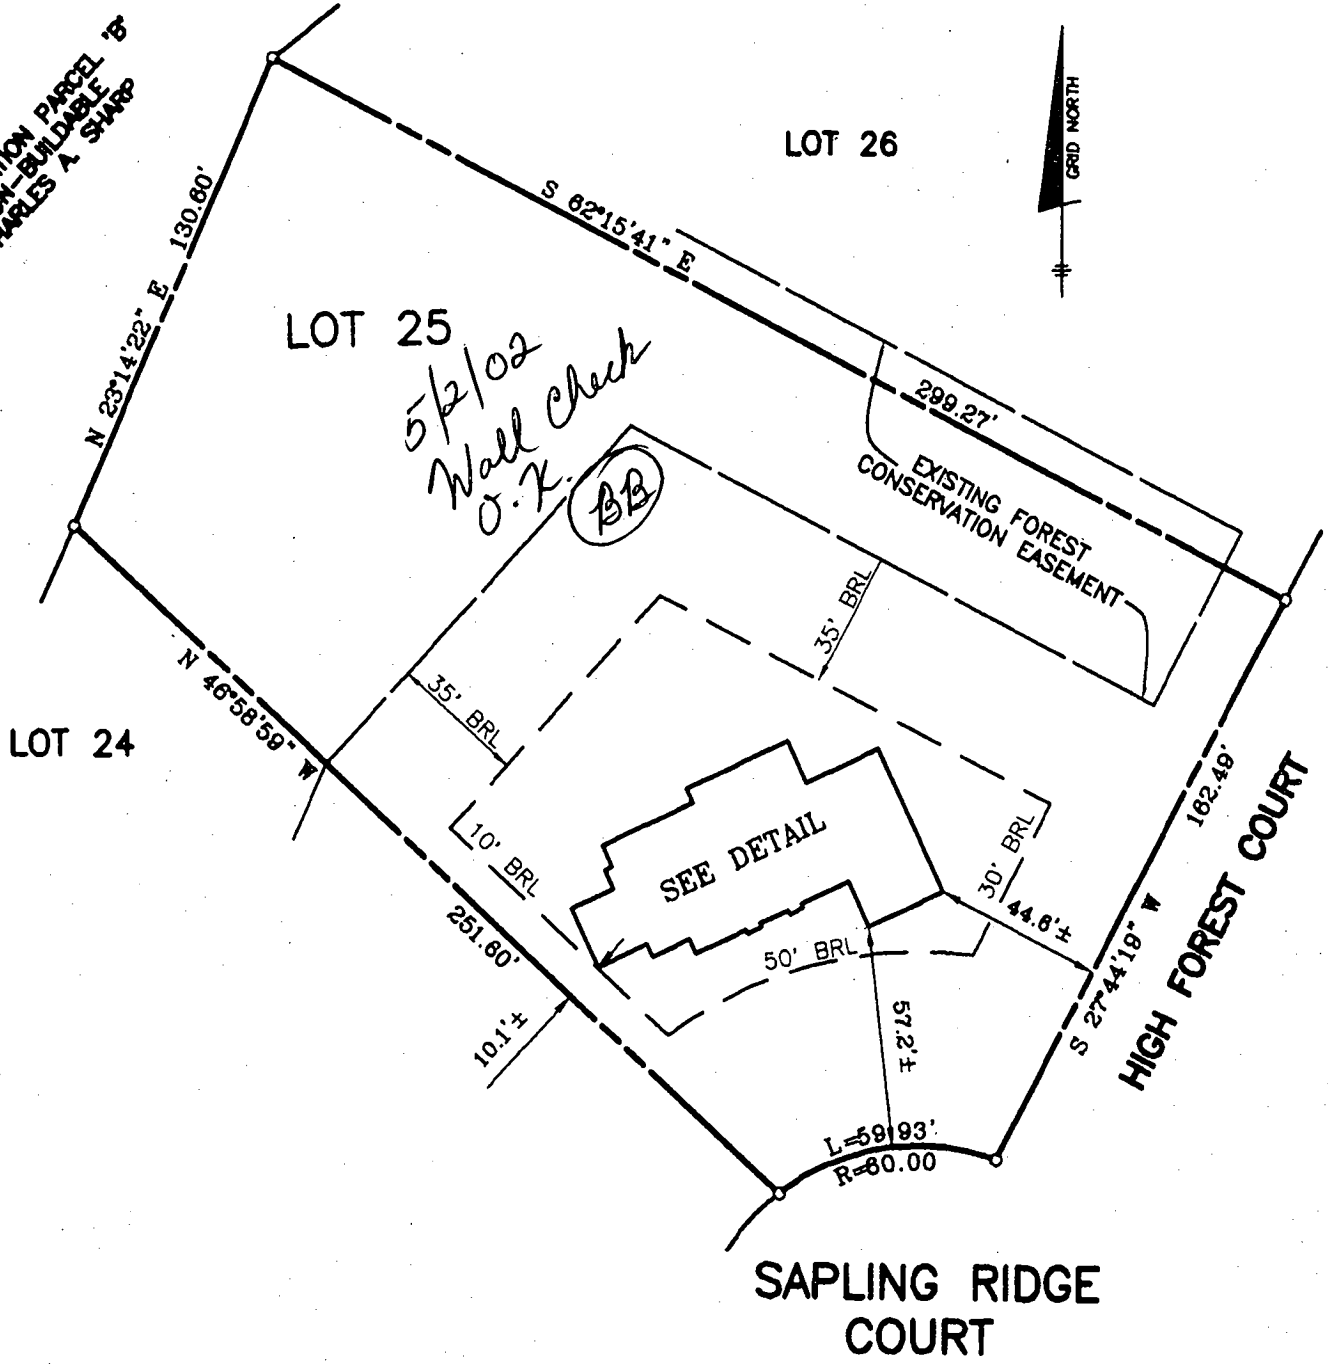 PARCEL 'B'
NON-BUILDABLE
CHARLES A. SHARP
LOT 26
GRID NORTH
N 23°14'22" E 130.60'
S 62°15'41" E
299.27'
LOT 25
5/2/02
Wall Check
O.K.
BB
EXISTING FOREST
CONSERVATION EASEMENT
35' BRL
35' BRL
N 46°58'59" W
251.60'
LOT 24
10' BRL
SEE DETAIL
30' BRL
44.6'±
50' BRL
57.2'±
10.1'±
S 27°44'19" W 162.49'
HIGH FOREST COURT
L=59.93'
R=60.00
SAPLING RIDGE
COURT